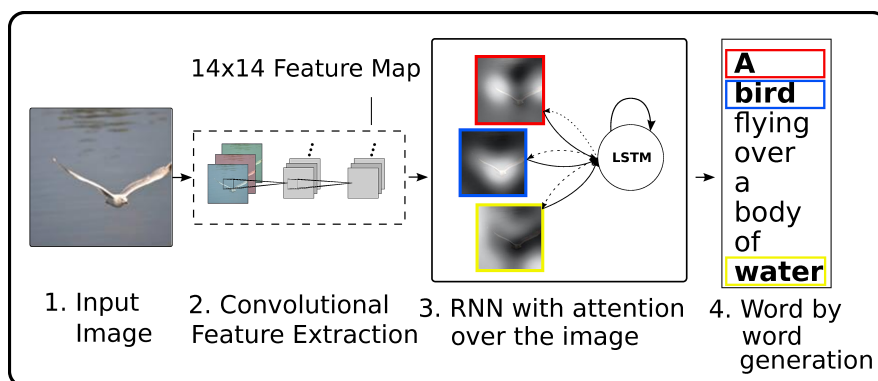 14x14 Feature Map
LSTM
A
bird
flying
over
a
body
of
water
1. Input
Image
2. Convolutional
Feature Extraction
3. RNN with attention
over the image
4. Word by
word
generation